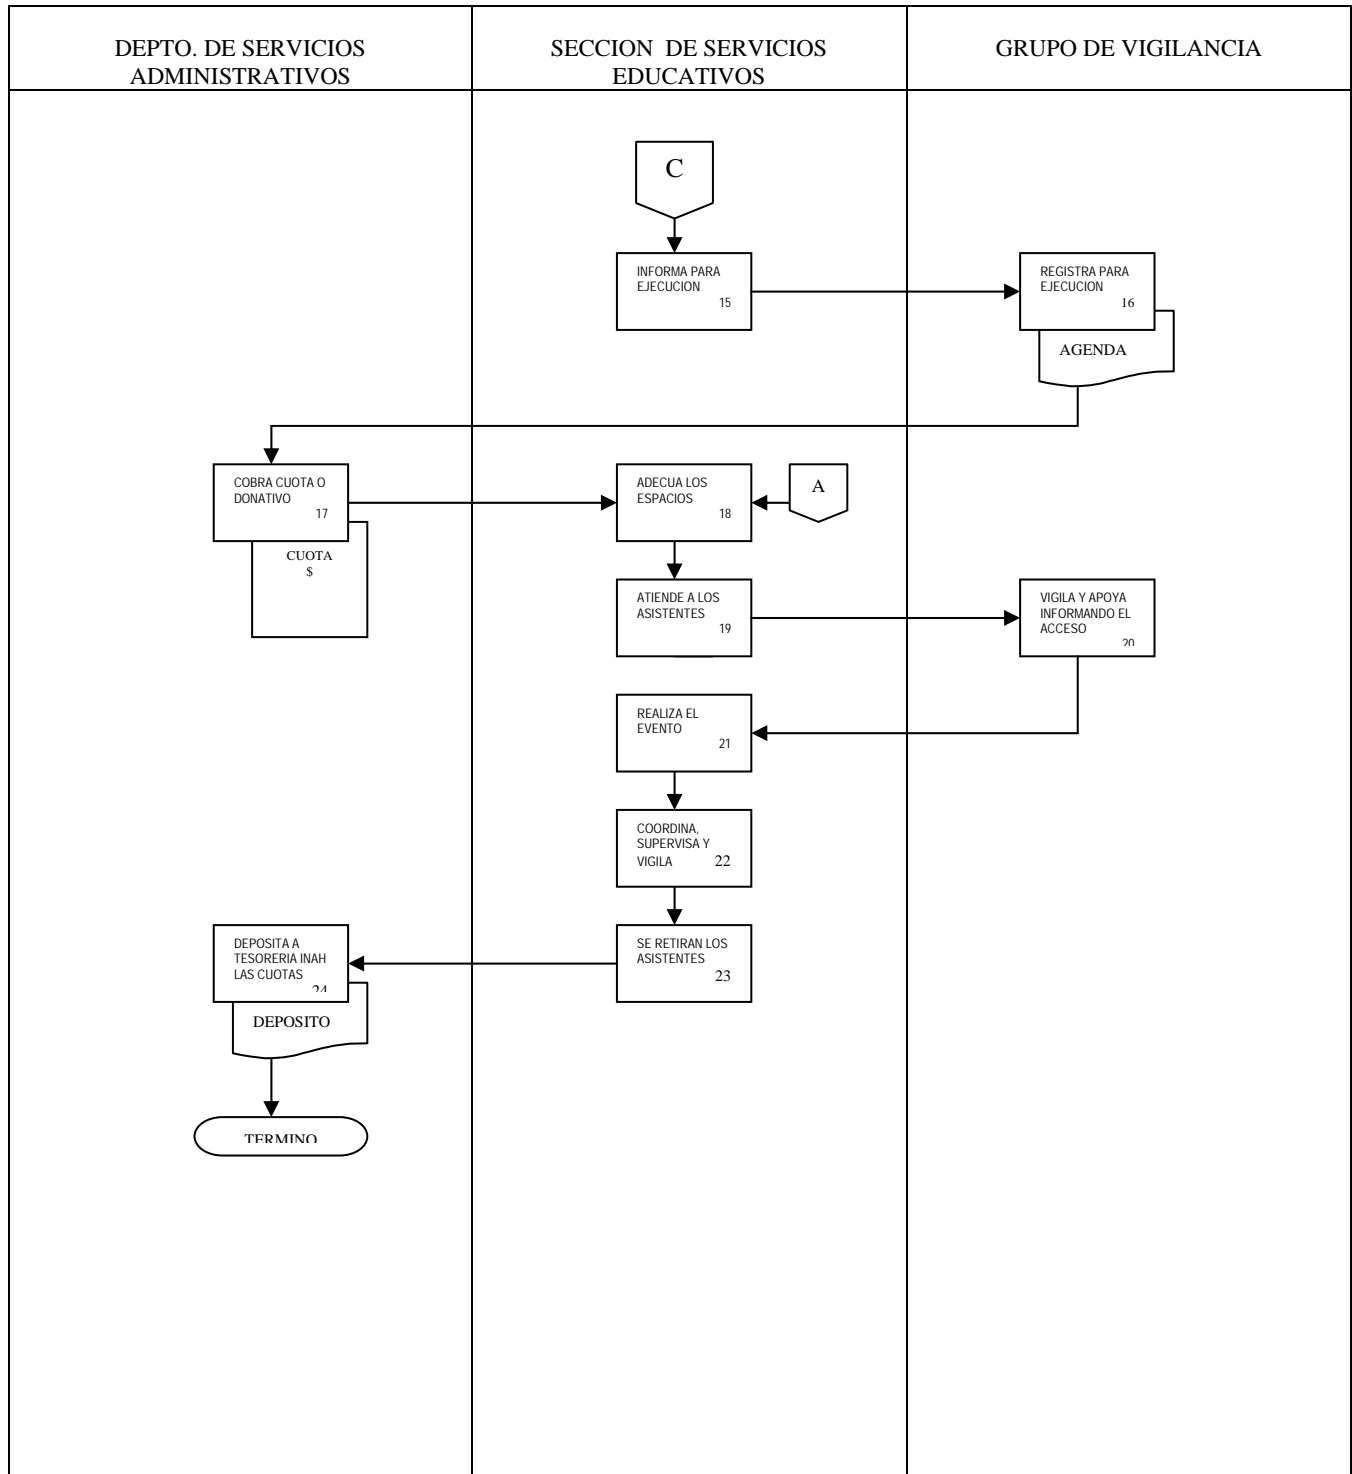 DEPTO. DE SERVICIOS
ADMINISTRATIVOS
SECCION DE SERVICIOS
EDUCATIVOS
GRUPO DE VIGILANCIA
C
INFORMA PARA
EJECUCION
15
REGISTRA PARA
EJECUCION
16
AGENDA
COBRA CUOTA O
DONATIVO
17
CUOTA
$
ADECUA LOS
ESPACIOS
18
A
ATIENDE A LOS
ASISTENTES
19
VIGILA Y APOYA
INFORMANDO EL
ACCESO
20
REALIZA EL
EVENTO
21
COORDINA,
SUPERVISA Y
VIGILA 22
SE RETIRAN LOS
ASISTENTES
23
DEPOSITA A
TESORERIA INAH
LAS CUOTAS
24
DEPOSITO
TERMINO